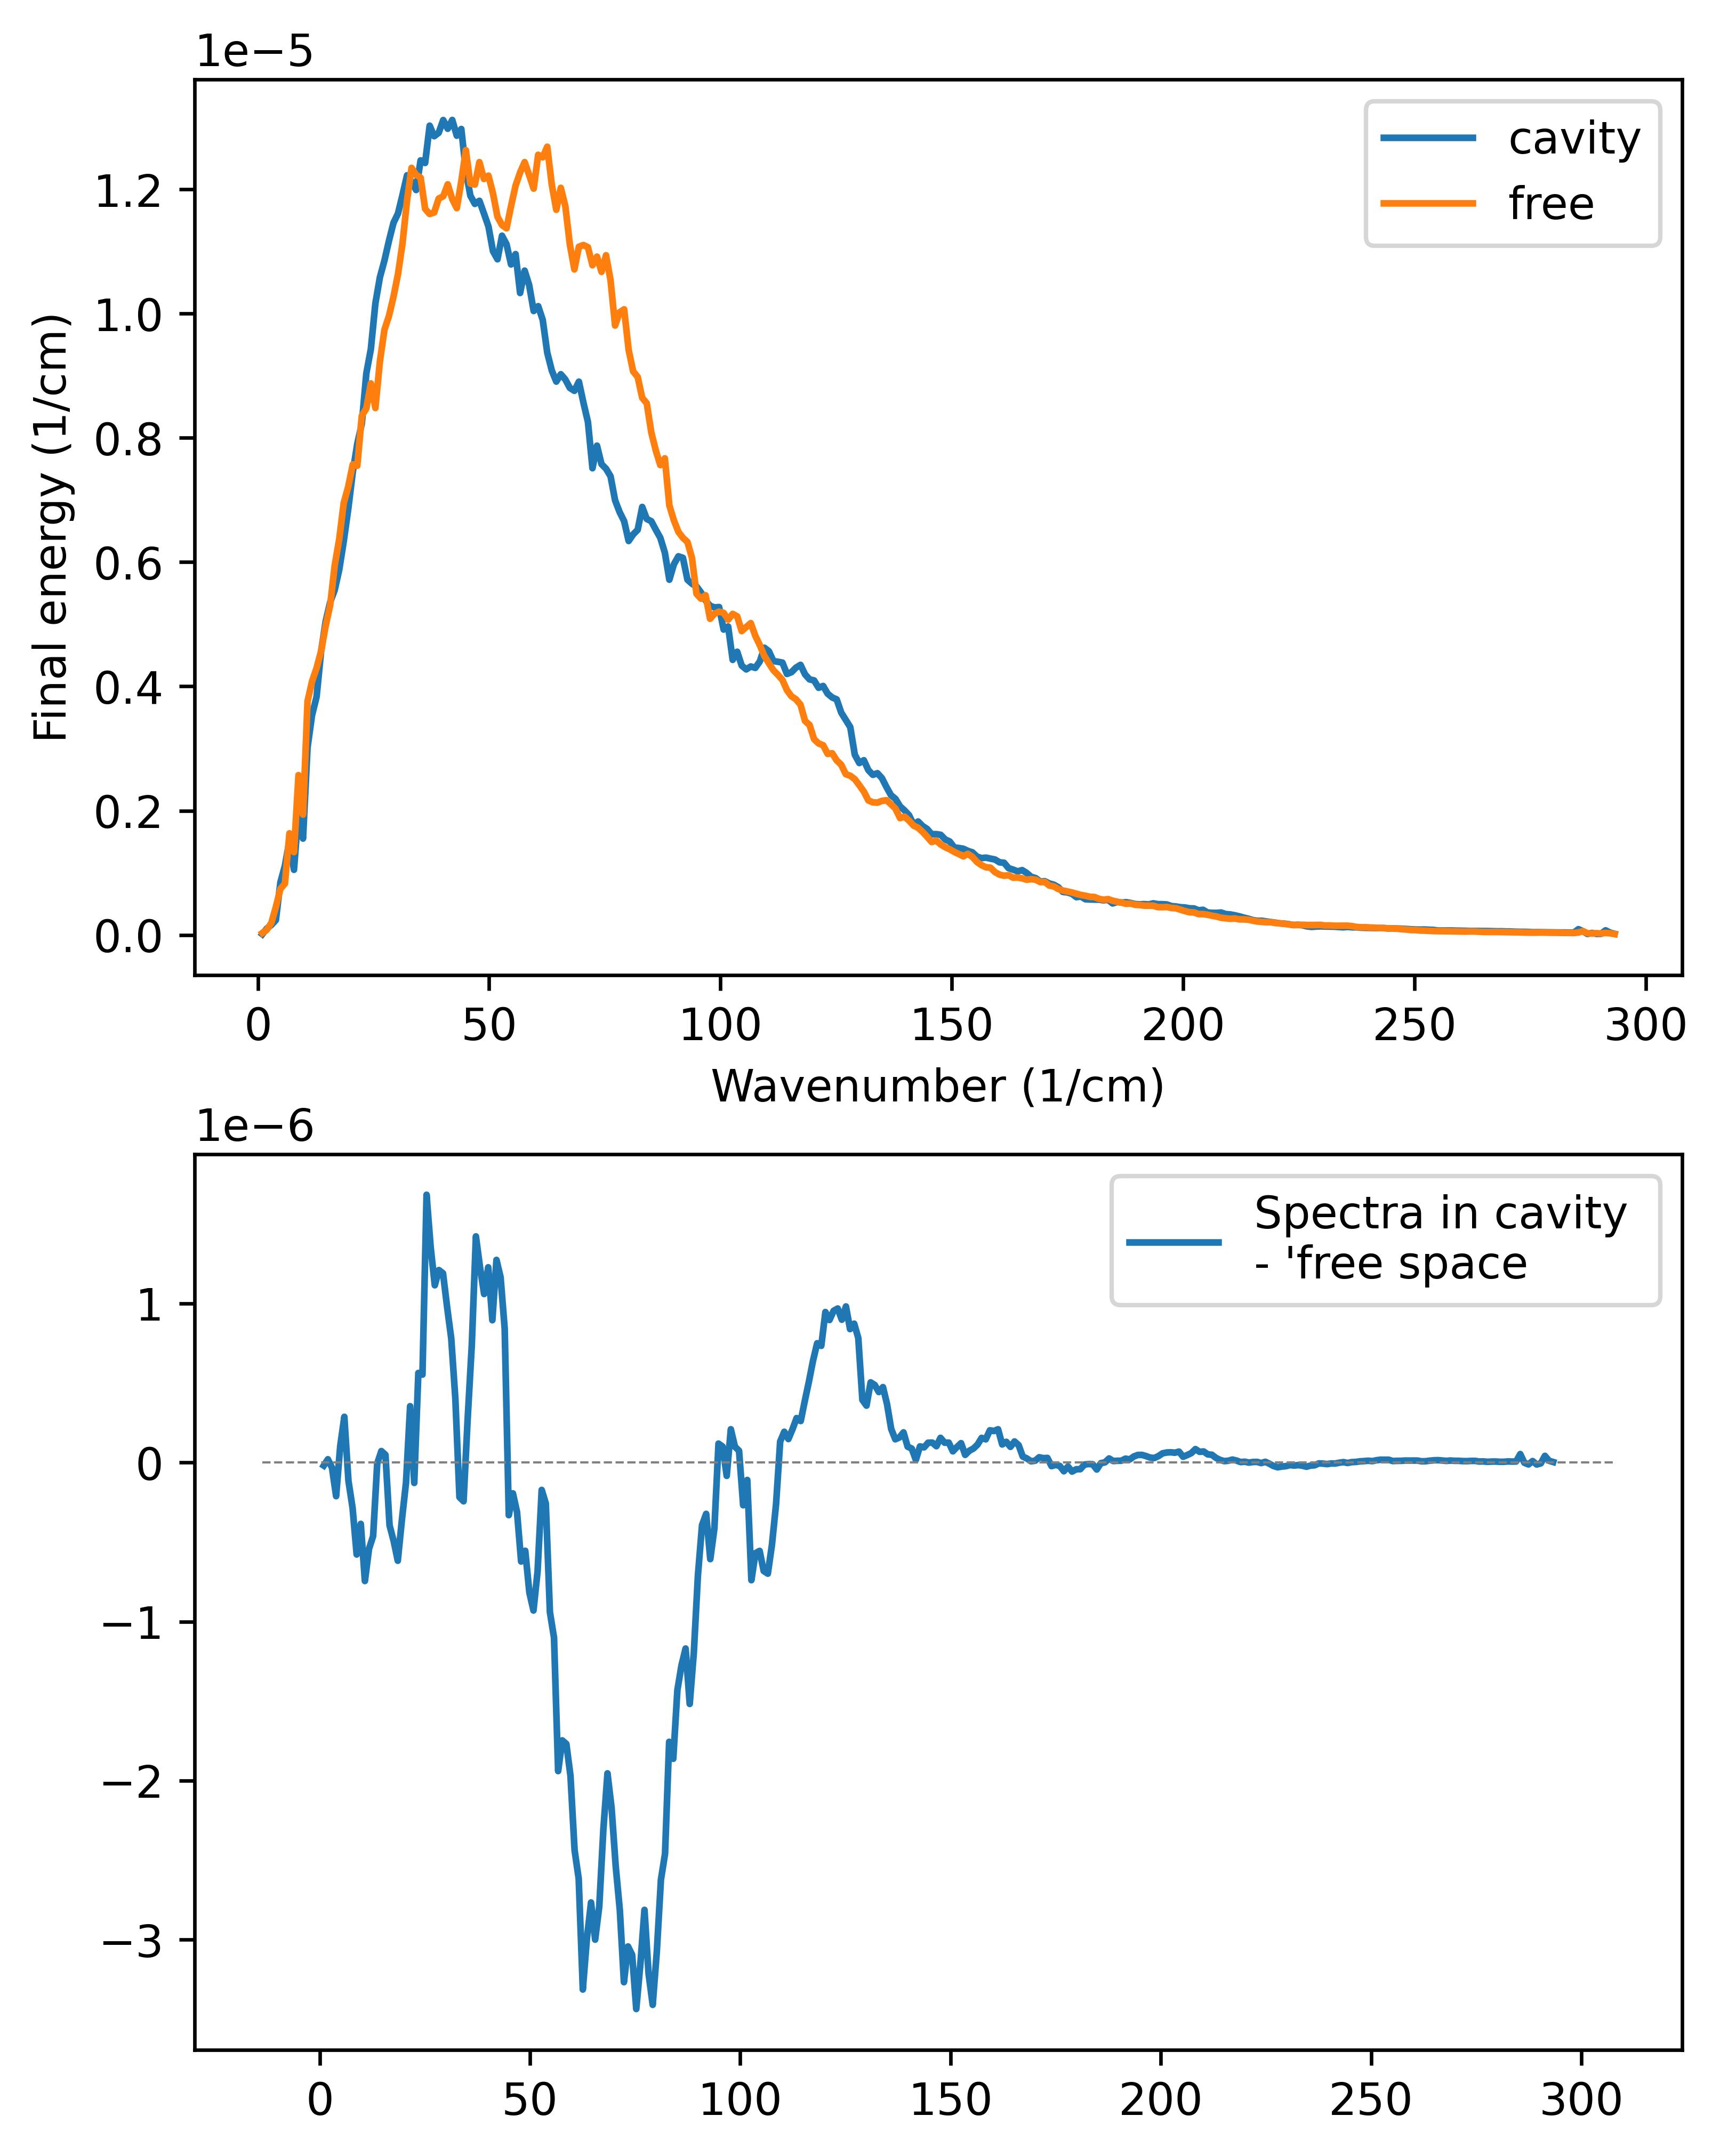 1e−5
cavity
free
1.2
1.0
0.8
0.6
0.4
0.2
0.0
Final energy (1/cm)
0 50 100 150 200 250 300
Wavenumber (1/cm)
1e−6
Spectra in cavity
- 'free space
1
0
−1
−2
−3
0 50 100 150 200 250 300